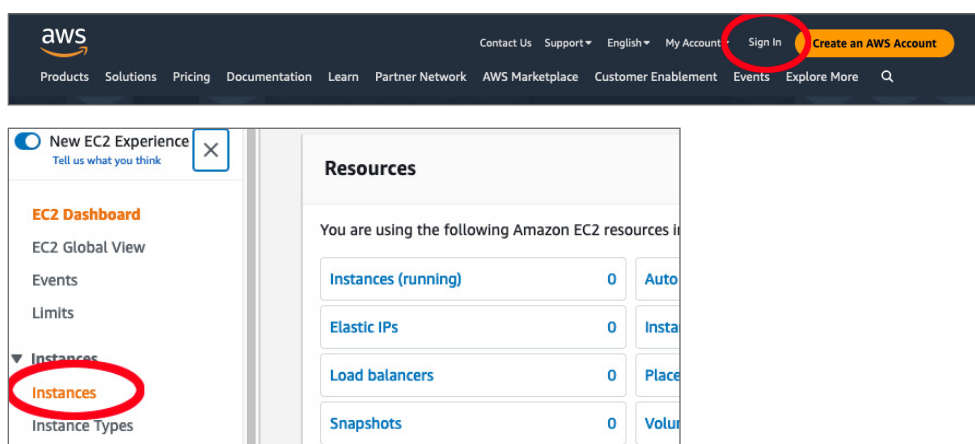 aws
Contact Us Support English My Account Sign In Create an AWS Account
Products Solutions Pricing Documentation Learn Partner Network AWS Marketplace Customer Enablement Events Explore More
New EC2 Experience
Tell us what you think
EC2 Dashboard
EC2 Global View
Events
Limits
Instances
Instances
Instance Types
Resources
You are using the following Amazon EC2 resources i
Instances (running) 0 Auto
Elastic IPs 0 Insta
Load balancers 0 Place
Snapshots 0 Volu